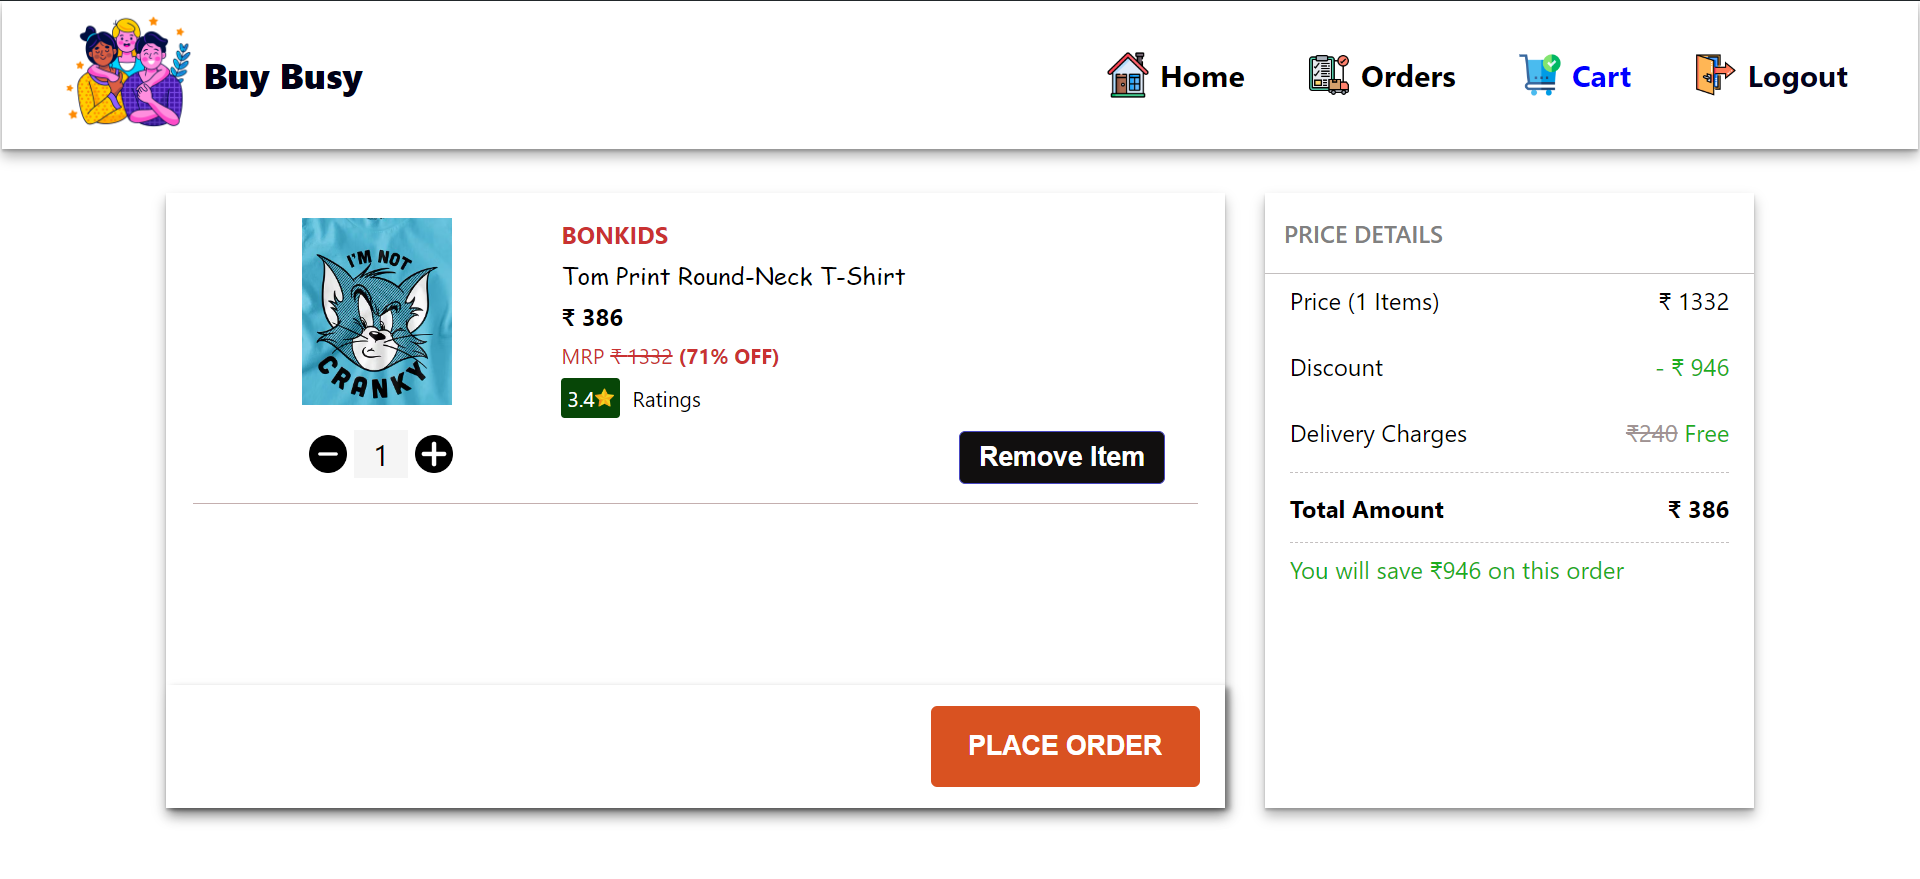 Buy Busy
Home
Orders
Cart
Logout
I'M NOT
CRANKY
1
BONKIDS
Tom Print Round-Neck T-Shirt
₹ 386
MRP ₹ 1332 (71% OFF)
3.4 Ratings
Remove Item
PLACE ORDER
PRICE DETAILS
Price (1 Items) ₹ 1332
Discount - ₹ 946
Delivery Charges ₹240 Free
Total Amount ₹ 386
You will save ₹946 on this order